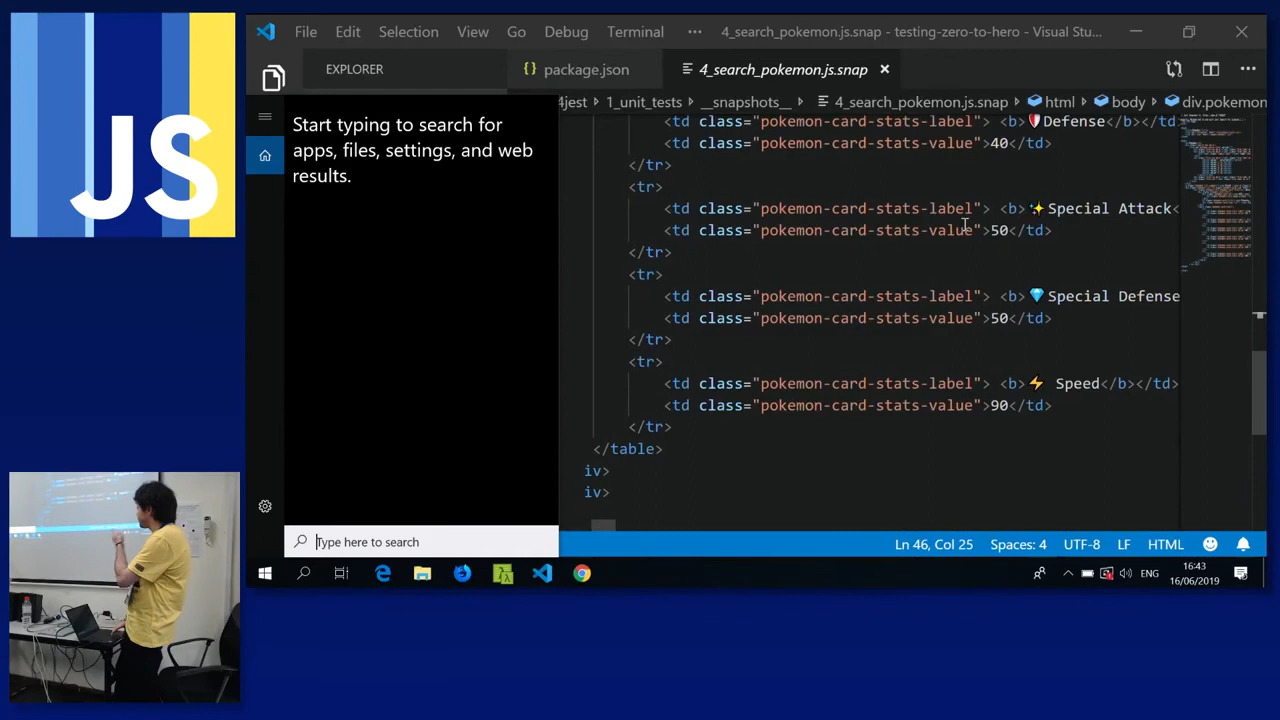 JS
File Edit Selection View Go Debug Terminal ··· 4_search_pokemon.js.snap - testing-zero-to-hero - Visual Stu...
EXPLORER
{} package.json
4_search_pokemon.js.snap
4jest > 1_unit_tests > __snapshots__ > 4_search_pokemon.js.snap > html > body > div.pokemon
Start typing to search for
apps, files, settings, and web
results.
<td class="pokemon-card-stats-label"> <b>🛡Defense</b></td>
<td class="pokemon-card-stats-value">40</td>
</tr>
<tr>
<td class="pokemon-card-stats-label"> <b>✨Special Attack<
<td class="pokemon-card-stats-value">50</td>
</tr>
<tr>
<td class="pokemon-card-stats-label"> <b>💎Special Defense
<td class="pokemon-card-stats-value">50</td>
</tr>
<tr>
<td class="pokemon-card-stats-label"> <b>⚡ Speed</b></td>
<td class="pokemon-card-stats-value">90</td>
</tr>
</table>
iv>
iv>
Type here to search
Ln 46, Col 25 Spaces: 4 UTF-8 LF HTML
ENG
16:43
16/06/2019